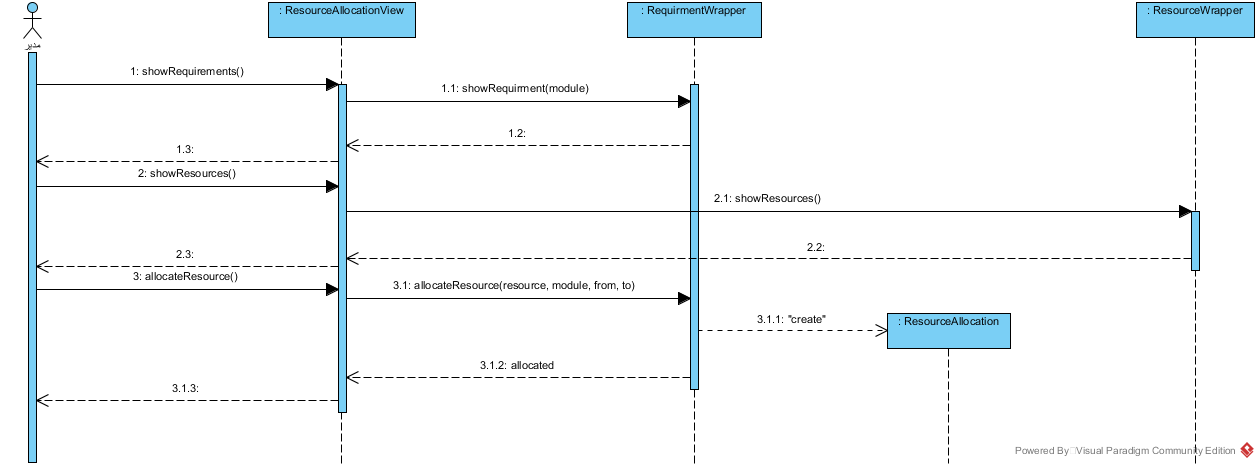 : ResourceAllocationView
: RequirmentWrapper
: ResourceWrapper
مدیر
1: showRequirements()
1.1: showRequirment(module)
1.2:
1.3:
2: showResources()
2.1: showResources()
2.2:
2.3:
3: allocateResource()
3.1: allocateResource(resource, module, from, to)
3.1.1: "create"
: ResourceAllocation
3.1.2: allocated
3.1.3:
Powered By Visual Paradigm Community Edition